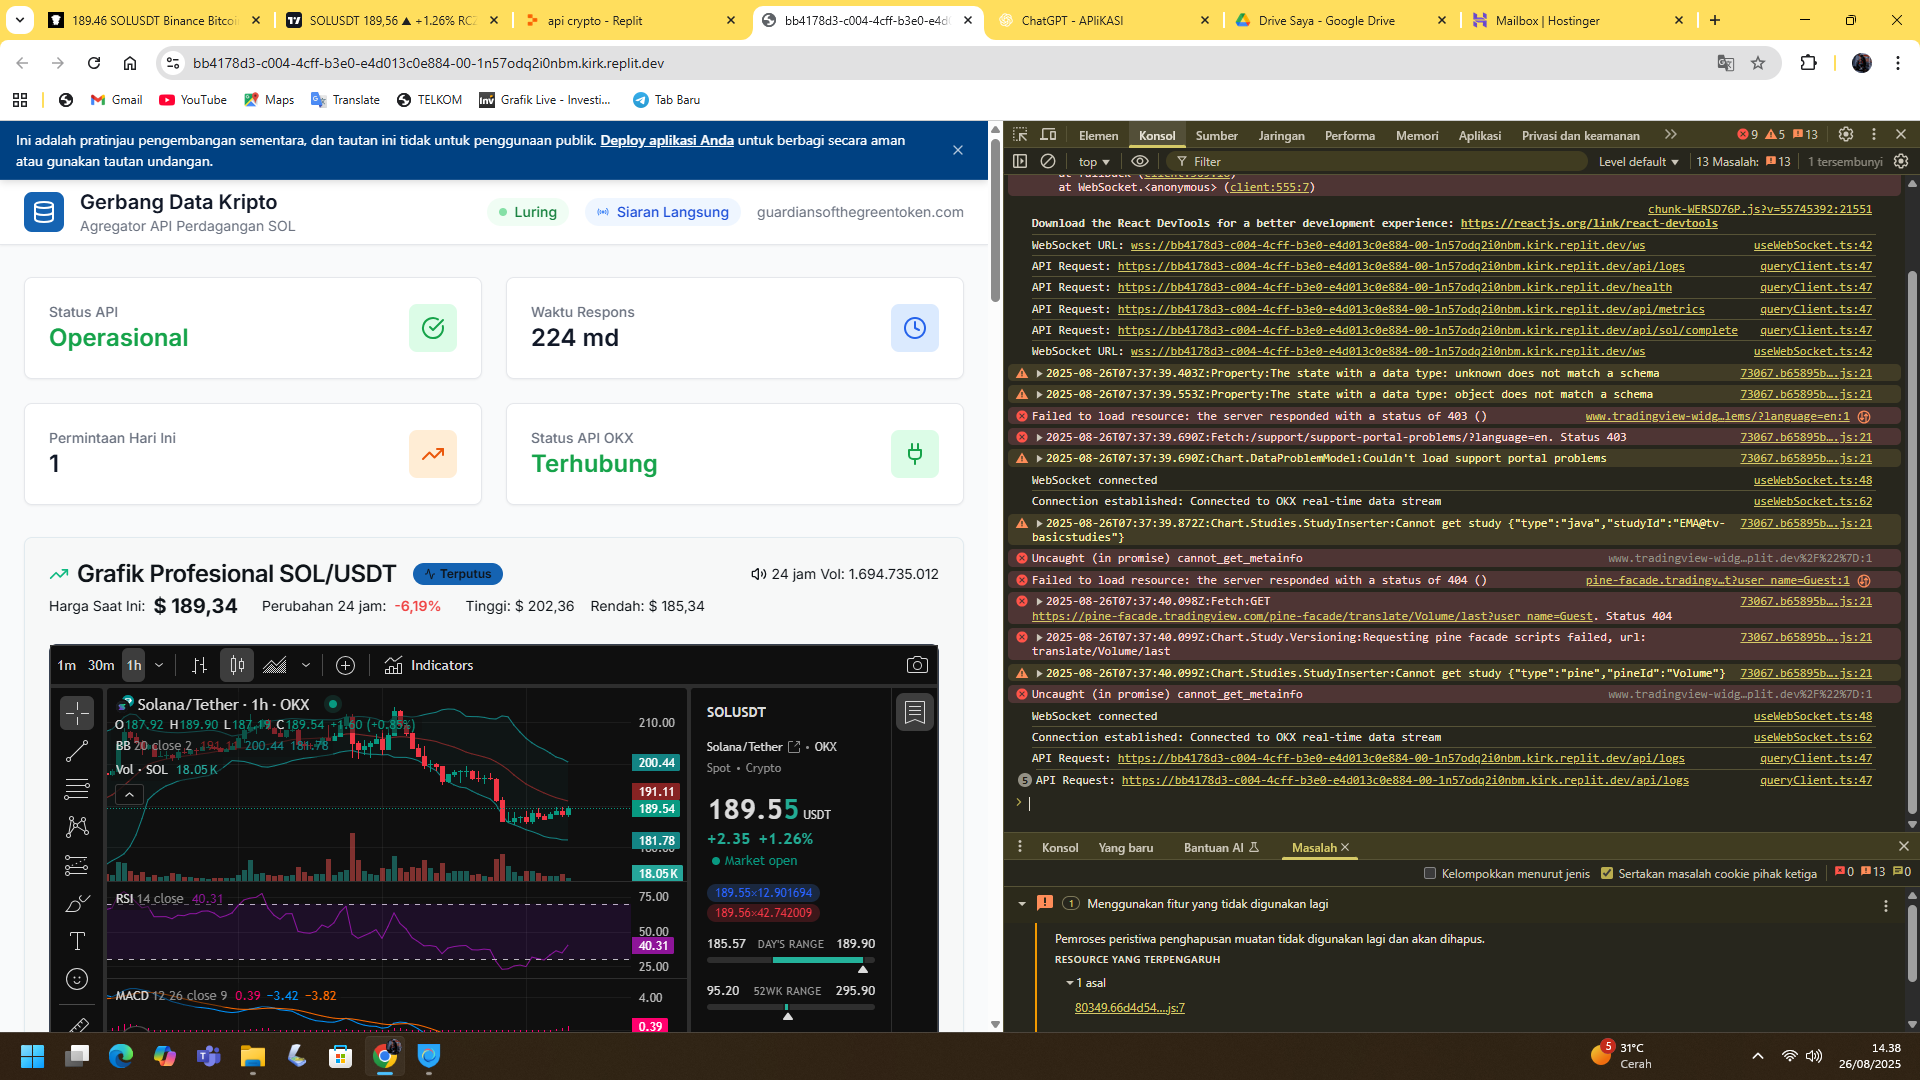 189.46 SOLUSDT Binance Bitcoi
SOLUSDT 189,56 ▲ +1.26% RC
api crypto - Replit
bb4178d3-c004-4cff-b3e0-e4d
ChatGPT - APliKASI
Drive Saya - Google Drive
Mailbox | Hostinger
bb4178d3-c004-4cff-b3e0-e4d013c0e884-00-1n57odq2i0nbm.kirk.replit.dev
Gmail
YouTube
Maps
Translate
TELKOM
Grafik Live - Investi...
Tab Baru
Ini adalah pratinjau pengembangan sementara, dan tautan ini tidak untuk penggunaan publik. Deploy aplikasi Anda untuk berbagi secara aman
atau gunakan tautan undangan.
Gerbang Data Kripto
Agregator API Perdagangan SOL
Luring
Siaran Langsung
guardiansofthegreentoken.com
Status API
Operasional
Waktu Respons
224 md
Permintaan Hari Ini
1
Status API OKX
Terhubung
Grafik Profesional SOL/USDT
Terputus
24 jam Vol: 1.694.735.012
Harga Saat Ini: $ 189,34 Perubahan 24 jam: -6,19% Tinggi: $ 202,36 Rendah: $ 185,34
1m 30m 1h
Indicators
Solana/Tether · 1h · OKX
O187.92 H189.90 L187.19 C189.54 +1.60 (+0.85%)
BB 20 close 2 191.11 200.44 181.78
Vol · SOL 18.05K
210.00
200.44
191.11
189.54
181.78
18.05K
RSI 14 close 40.31
75.00
50.00
40.31
25.00
MACD 12 26 close 9 0.39 −3.42 −3.82
4.00
0.39
SOLUSDT
Solana/Tether • OKX
Spot • Crypto
189.55 USDT
+2.35 +1.26%
Market open
189.55×12.901694
189.56×42.742009
185.57 DAY'S RANGE 189.90
95.20 52WK RANGE 295.90
Elemen
Konsol
Sumber
Jaringan
Performa
Memori
Aplikasi
Privasi dan keamanan
9
5
13
top
Filter
Level default
13 Masalah: 13
1 tersembunyi
at WebSocket.<anonymous> (client:555:7)
chunk-WERSD76P.js?v=55745392:21551
Download the React DevTools for a better development experience: https://reactjs.org/link/react-devtools
WebSocket URL: wss://bb4178d3-c004-4cff-b3e0-e4d013c0e884-00-1n57odq2i0nbm.kirk.replit.dev/ws useWebSocket.ts:42
API Request: https://bb4178d3-c004-4cff-b3e0-e4d013c0e884-00-1n57odq2i0nbm.kirk.replit.dev/api/logs queryClient.ts:47
API Request: https://bb4178d3-c004-4cff-b3e0-e4d013c0e884-00-1n57odq2i0nbm.kirk.replit.dev/health queryClient.ts:47
API Request: https://bb4178d3-c004-4cff-b3e0-e4d013c0e884-00-1n57odq2i0nbm.kirk.replit.dev/api/metrics queryClient.ts:47
API Request: https://bb4178d3-c004-4cff-b3e0-e4d013c0e884-00-1n57odq2i0nbm.kirk.replit.dev/api/sol/complete queryClient.ts:47
WebSocket URL: wss://bb4178d3-c004-4cff-b3e0-e4d013c0e884-00-1n57odq2i0nbm.kirk.replit.dev/ws useWebSocket.ts:42
2025-08-26T07:37:39.403Z:Property:The state with a data type: unknown does not match a schema 73067.b65895b….js:21
2025-08-26T07:37:39.553Z:Property:The state with a data type: object does not match a schema 73067.b65895b….js:21
Failed to load resource: the server responded with a status of 403 () www.tradingview-widg…lems/?language=en:1
2025-08-26T07:37:39.690Z:Fetch:/support/support-portal-problems/?language=en. Status 403 73067.b65895b….js:21
2025-08-26T07:37:39.690Z:Chart.DataProblemModel:Couldn't load support portal problems 73067.b65895b….js:21
WebSocket connected useWebSocket.ts:48
Connection established: Connected to OKX real-time data stream useWebSocket.ts:62
2025-08-26T07:37:39.872Z:Chart.Studies.StudyInserter:Cannot get study {"type":"java","studyId":"EMA@tv- 73067.b65895b….js:21
basicstudies"}
Uncaught (in promise) cannot_get_metainfo www.tradingview-widg…plit.dev%2F%22%7D:1
Failed to load resource: the server responded with a status of 404 () pine-facade.tradingv…t?user_name=Guest:1
2025-08-26T07:37:40.098Z:Fetch:GET 73067.b65895b….js:21
https://pine-facade.tradingview.com/pine-facade/translate/Volume/last?user_name=Guest. Status 404
2025-08-26T07:37:40.099Z:Chart.Study.Versioning:Requesting pine facade scripts failed, url: 73067.b65895b….js:21
translate/Volume/last
2025-08-26T07:37:40.099Z:Chart.Studies.StudyInserter:Cannot get study {"type":"pine","pineId":"Volume"} 73067.b65895b….js:21
Uncaught (in promise) cannot_get_metainfo www.tradingview-widg…plit.dev%2F%22%7D:1
WebSocket connected useWebSocket.ts:48
Connection established: Connected to OKX real-time data stream useWebSocket.ts:62
API Request: https://bb4178d3-c004-4cff-b3e0-e4d013c0e884-00-1n57odq2i0nbm.kirk.replit.dev/api/logs queryClient.ts:47
5 API Request: https://bb4178d3-c004-4cff-b3e0-e4d013c0e884-00-1n57odq2i0nbm.kirk.replit.dev/api/logs queryClient.ts:47
Konsol
Yang baru
Bantuan AI
Masalah
Kelompokkan menurut jenis
Sertakan masalah cookie pihak ketiga
0 13 0
1 Menggunakan fitur yang tidak digunakan lagi
Pemroses peristiwa penghapusan muatan tidak digunakan lagi dan akan dihapus.
RESOURCE YANG TERPENGARUH
1 asal
80349.66d4d54….js:7
5
31°C
Cerah
14.38
26/08/2025